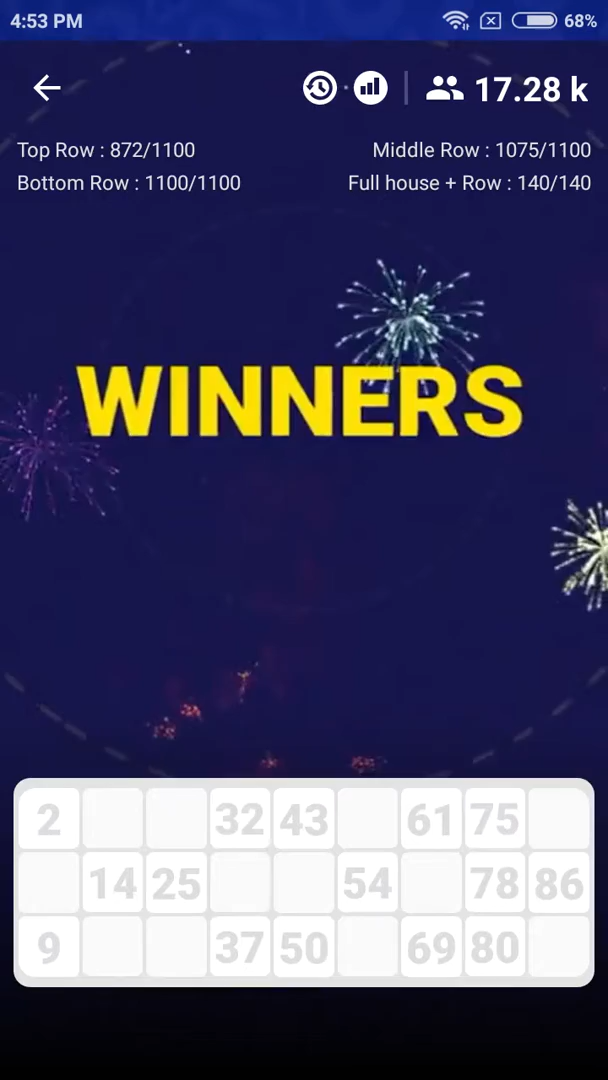 4:53 PM 68%
17.28 k
Top Row : 872/1100 Middle Row : 1075/1100
Bottom Row : 1100/1100 Full house + Row : 140/140
WINNERS
2 32 43 61 75
14 25 54 78 86
9 37 50 69 80